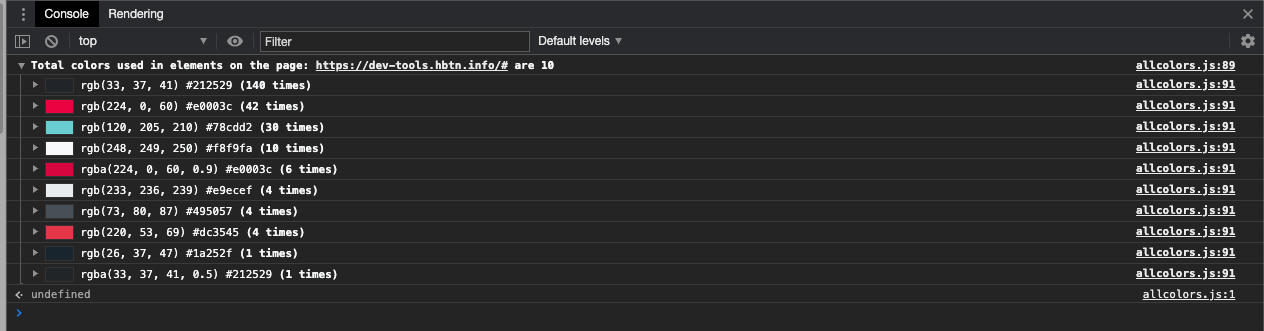 Console Rendering
top Filter Default levels
Total colors used in elements on the page: https://dev-tools.hbtn.info/# are 10 allcolors.js:89
rgb(33, 37, 41) #212529 (140 times) allcolors.js:91
rgb(224, 0, 60) #e0003c (42 times) allcolors.js:91
rgb(120, 205, 210) #78cdd2 (30 times) allcolors.js:91
rgb(248, 249, 250) #f8f9fa (10 times) allcolors.js:91
rgba(224, 0, 60, 0.9) #e0003c (6 times) allcolors.js:91
rgb(233, 236, 239) #e9ecef (4 times) allcolors.js:91
rgb(73, 80, 87) #495057 (4 times) allcolors.js:91
rgb(220, 53, 69) #dc3545 (4 times) allcolors.js:91
rgb(26, 37, 47) #1a252f (1 times) allcolors.js:91
rgba(33, 37, 41, 0.5) #212529 (1 times) allcolors.js:91
undefined allcolors.js:1